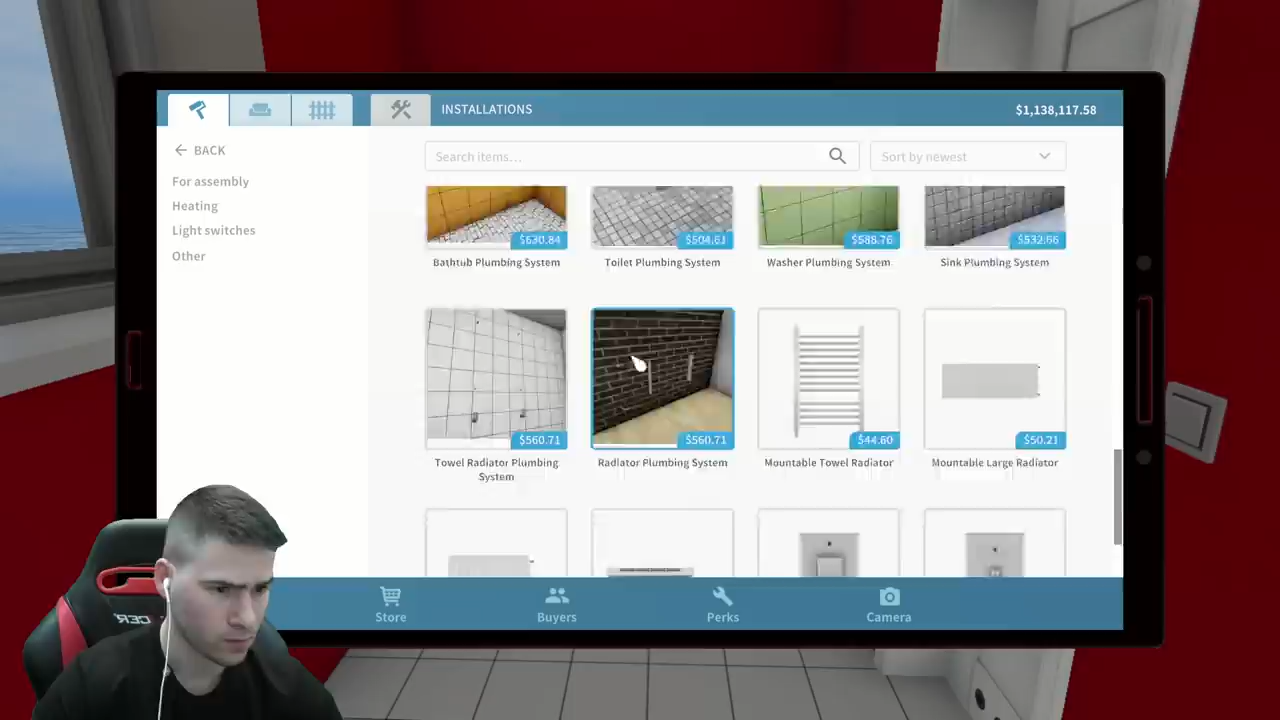 INSTALLATIONS
$1,138,117.58
BACK
Search items...
Sort by newest
For assembly
Heating
Light switches
Other
$630.84
$504.61
$588.76
$532.66
Bathtub Plumbing System
Toilet Plumbing System
Washer Plumbing System
Sink Plumbing System
$560.71
$560.71
$44.60
$50.21
Towel Radiator Plumbing
System
Radiator Plumbing System
Mountable Towel Radiator
Mountable Large Radiator
Store
Buyers
Perks
Camera